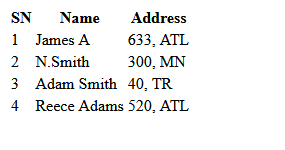 SN Name Address
1 James A 633, ATL
2 N.Smith 300, MN
3 Adam Smith 40, TR
4 Reece Adams 520, ATL